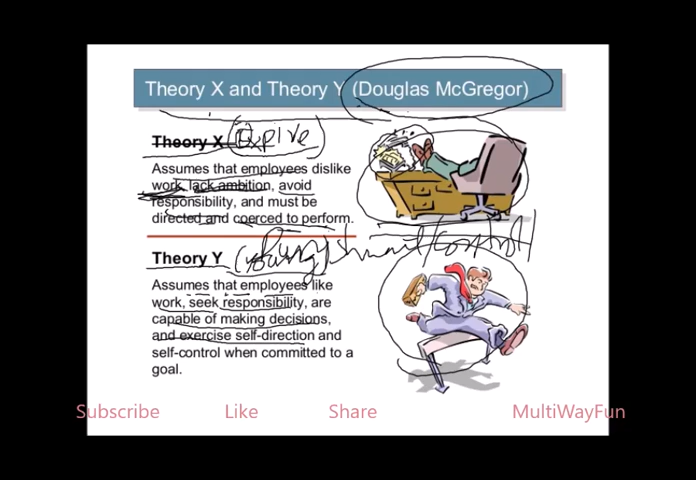 Theory X and Theory Y (Douglas McGregor)
Theory X
Assumes that employees dislike
work, lack ambition, avoid
responsibility, and must be
directed and coerced to perform.
Theory Y
Assumes that employees like
work, seek responsibility, are
capable of making decisions,
and exercise self-direction and
self-control when committed to a
goal.
Subscribe Like Share MultiWayFun